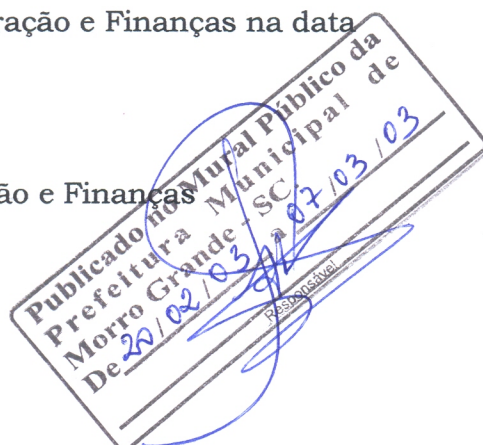 ração e Finanças na data
ão e Finanças
Publicado no Mural Público da
Prefeitura Municipal de
Morro Grande - SC
De 20/02/03 a 07/03/03
Responsável